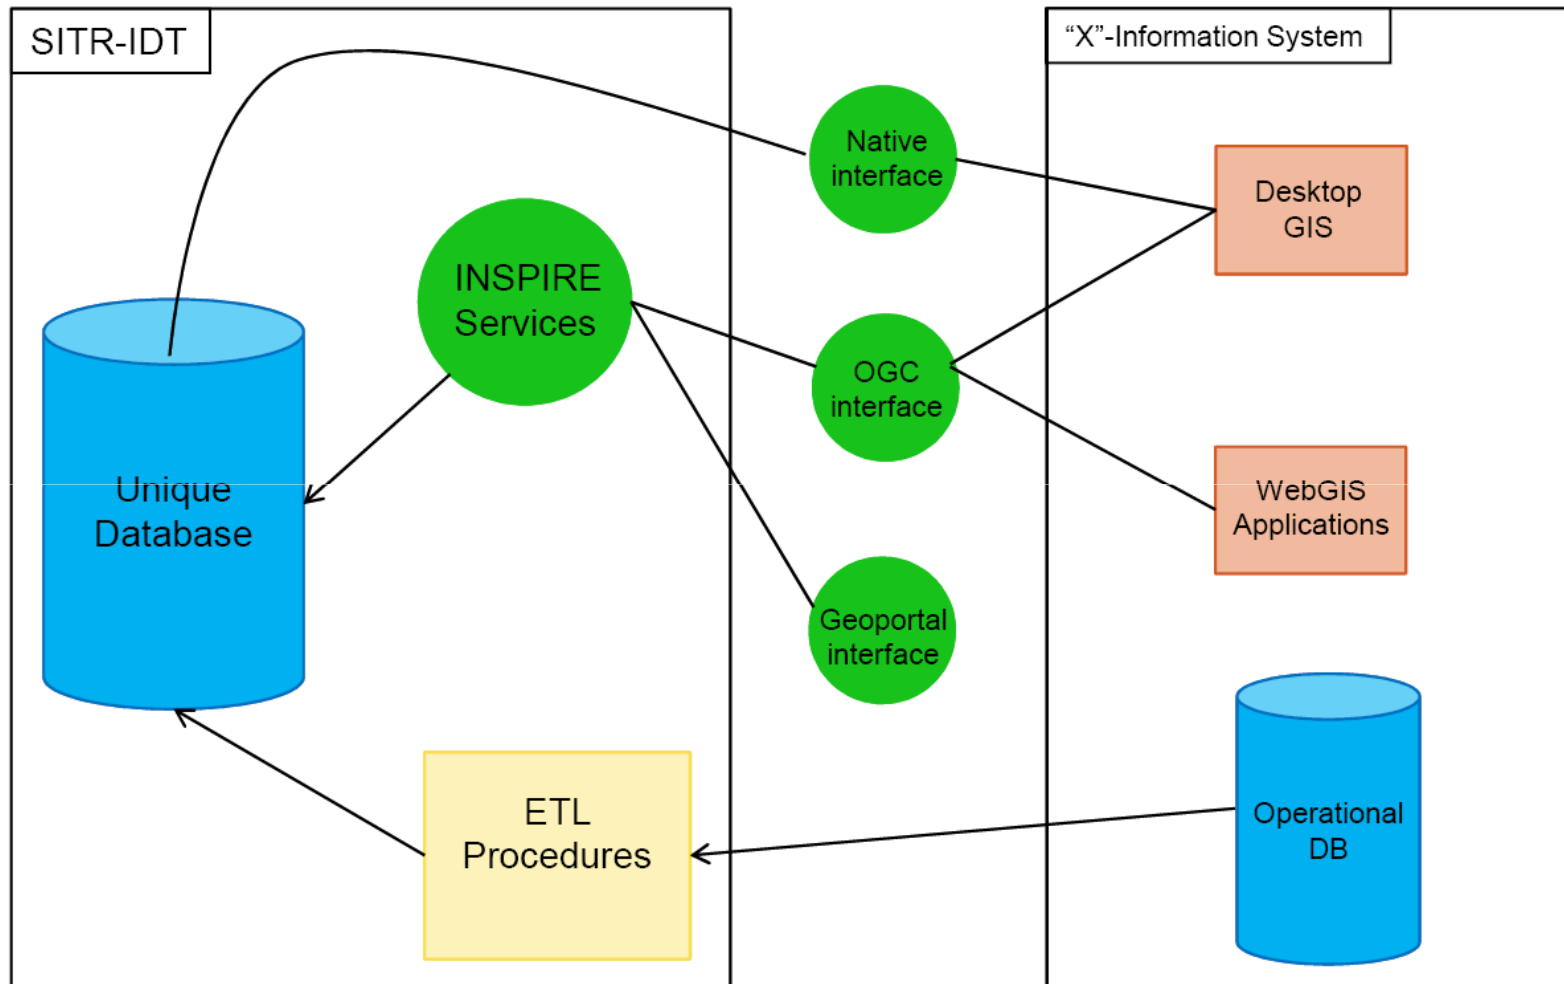 SITR-IDT
“X”-Information System
Native
interface
Desktop
GIS
INSPIRE
Services
OGC
interface
Unique
Database
WebGIS
Applications
Geoportal
interface
ETL
Procedures
Operational
DB